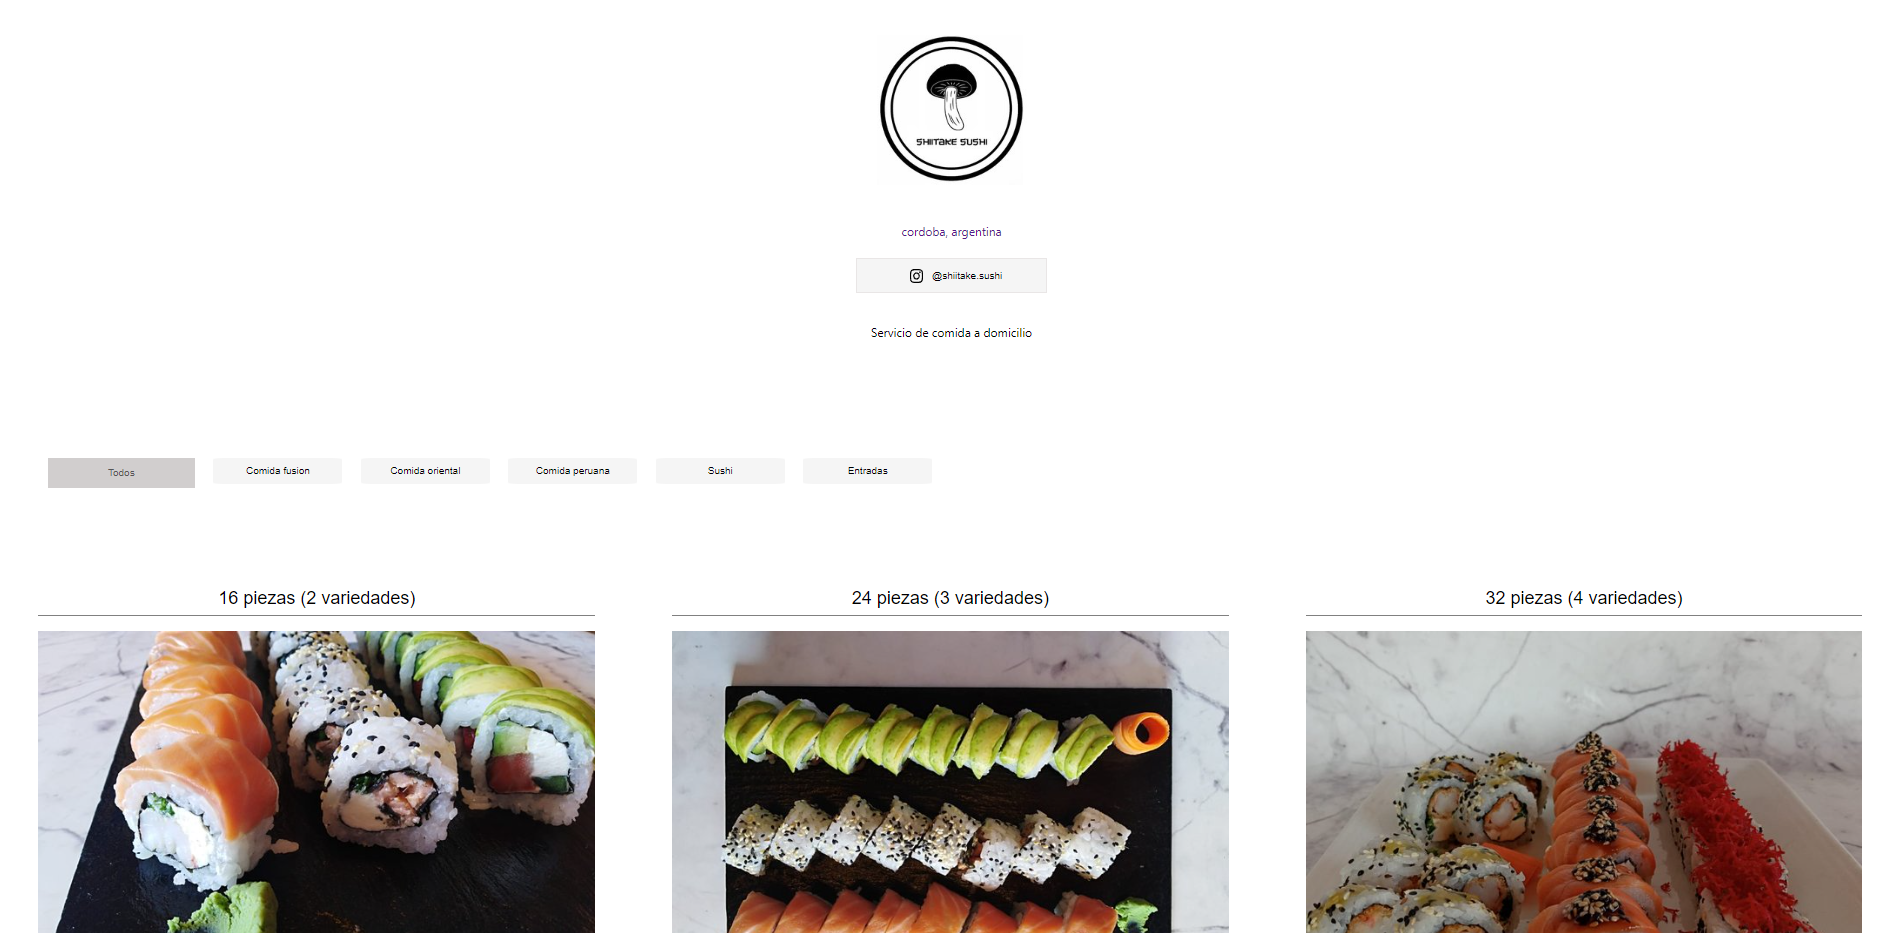 SHIITAKE SUSHI
cordoba, argentina
@shiitake.sushi
Servicio de comida a domicilio
Todos
Comida fusion
Comida oriental
Comida peruana
Sushi
Entradas
16 piezas (2 variedades)
24 piezas (3 variedades)
32 piezas (4 variedades)